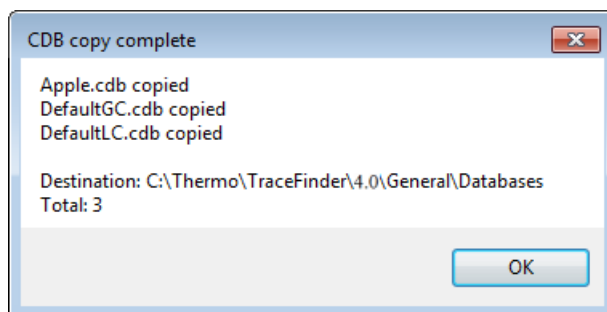 CDB copy complete
Apple.cdb copied
DefaultGC.cdb copied
DefaultLC.cdb copied
Destination: C:\Thermo\TraceFinder\4.0\General\Databases
Total: 3
OK